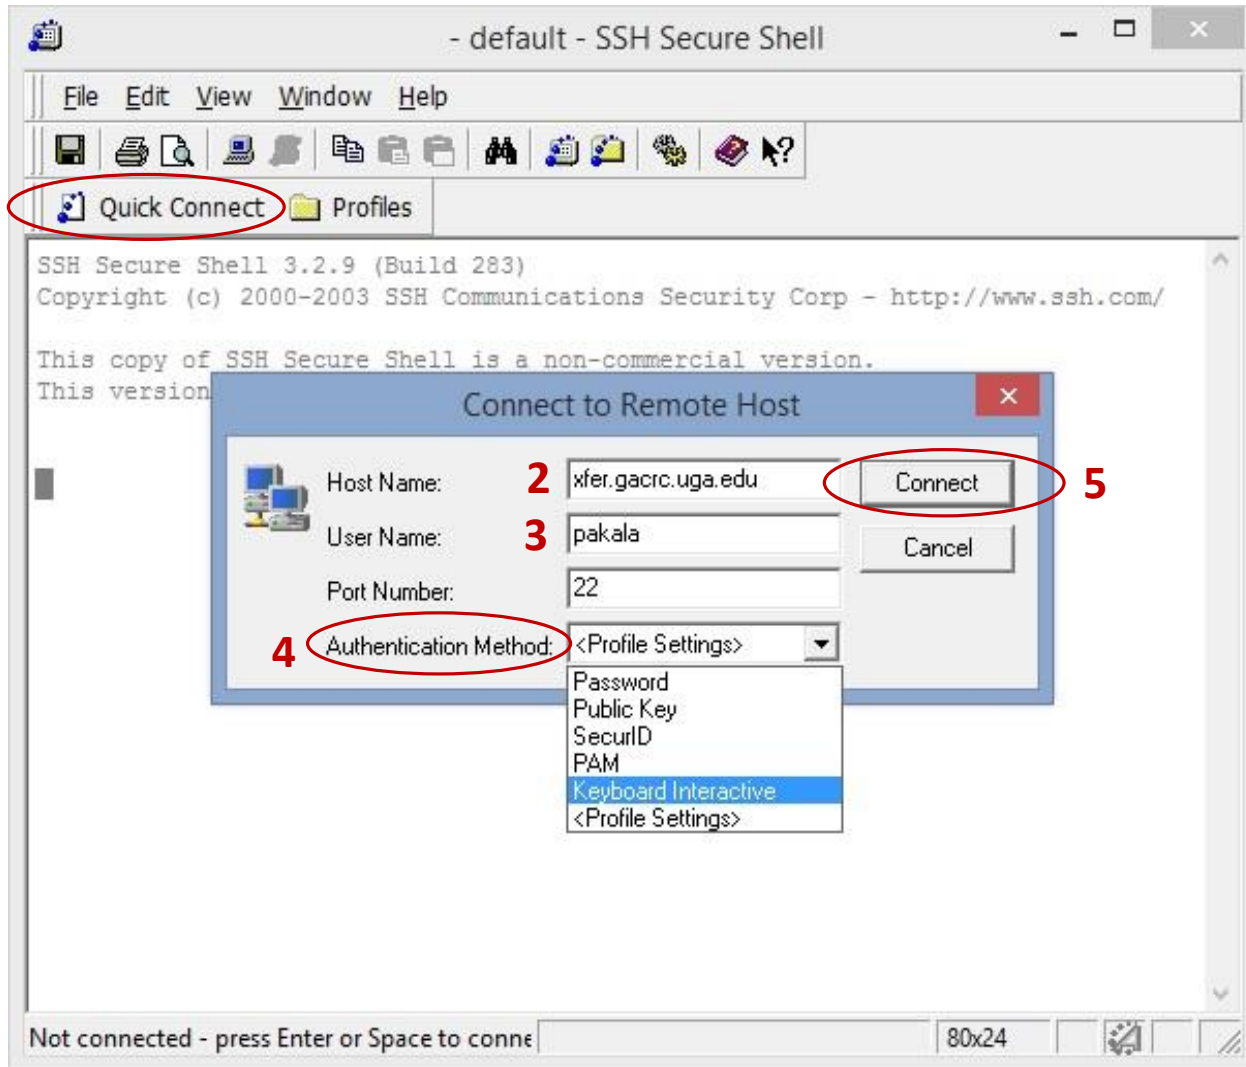 - default - SSH Secure Shell
File Edit View Window Help
Quick Connect Profiles
SSH Secure Shell 3.2.9 (Build 283)
Copyright (c) 2000-2003 SSH Communications Security Corp - http://www.ssh.com/
This copy of SSH Secure Shell is a non-commercial version.
This version
Connect to Remote Host
Host Name: 2 xfer.gacrc.uga.edu Connect 5
User Name: 3 pakala Cancel
Port Number: 22
4 Authentication Method: <Profile Settings>
Password
Public Key
SecurID
PAM
Keyboard Interactive
<Profile Settings>
Not connected - press Enter or Space to conne 80x24